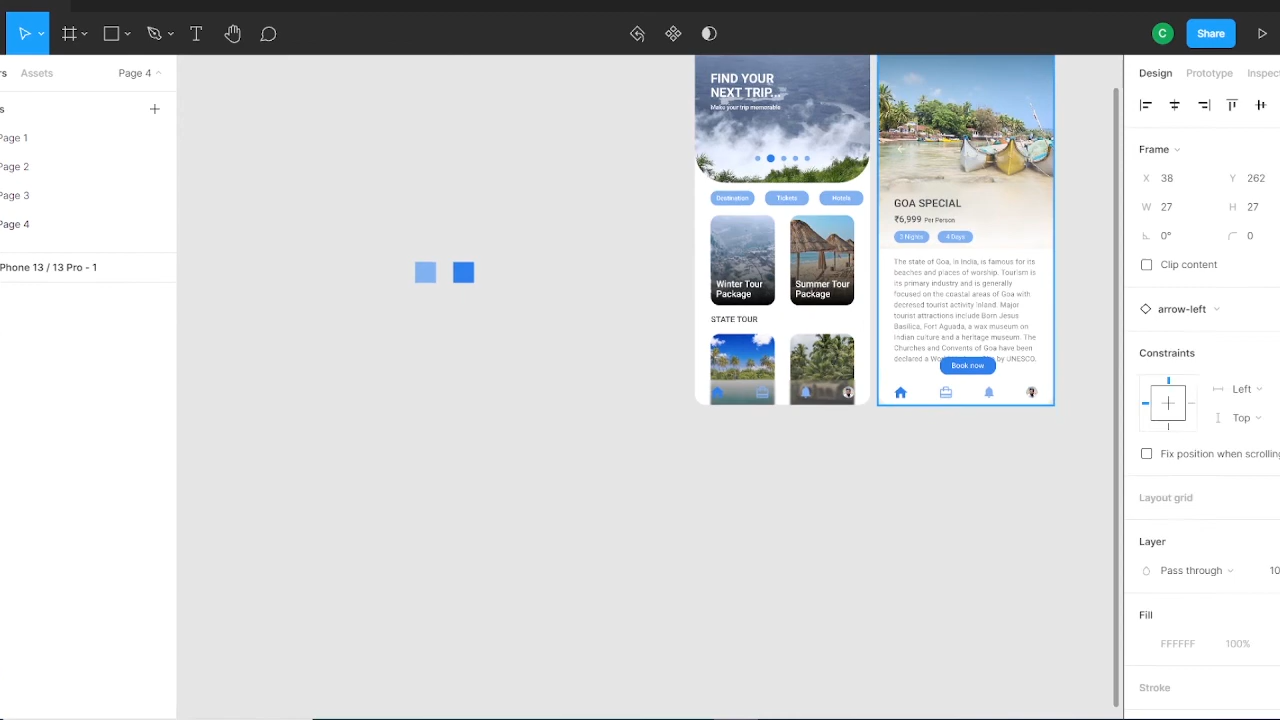 C
Share
rs
Assets
Page 4
Design
Prototype
Inspect
s
Page 1
Page 2
Page 3
Page 4
Phone 13 / 13 Pro - 1
FIND YOUR
NEXT TRIP...
Make your trip memorable
Destination
Tickets
Hotels
Winter Tour
Package
Summer Tour
Package
STATE TOUR
GOA SPECIAL
₹6,999 Per Person
3 Nights
4 Days
The state of Goa, in India, is famous for its
beaches and places of worship. Tourism is
its primary industry and is generally
focused on the coastal areas of Goa with
decreased tourist activity inland. Major
tourist attractions include Bom Jesus
Basilica, Fort Aguada, a wax museum on
Indian culture and a heritage museum. The
Churches and Convents of Goa have been
declared a Wo by UNESCO.
Book now
Frame
X 38
Y 262
W 27
H 27
0°
0
Clip content
arrow-left
Constraints
Left
Top
Fix position when scrolling
Layout grid
Layer
Pass through
10
Fill
FFFFFF
100%
Stroke